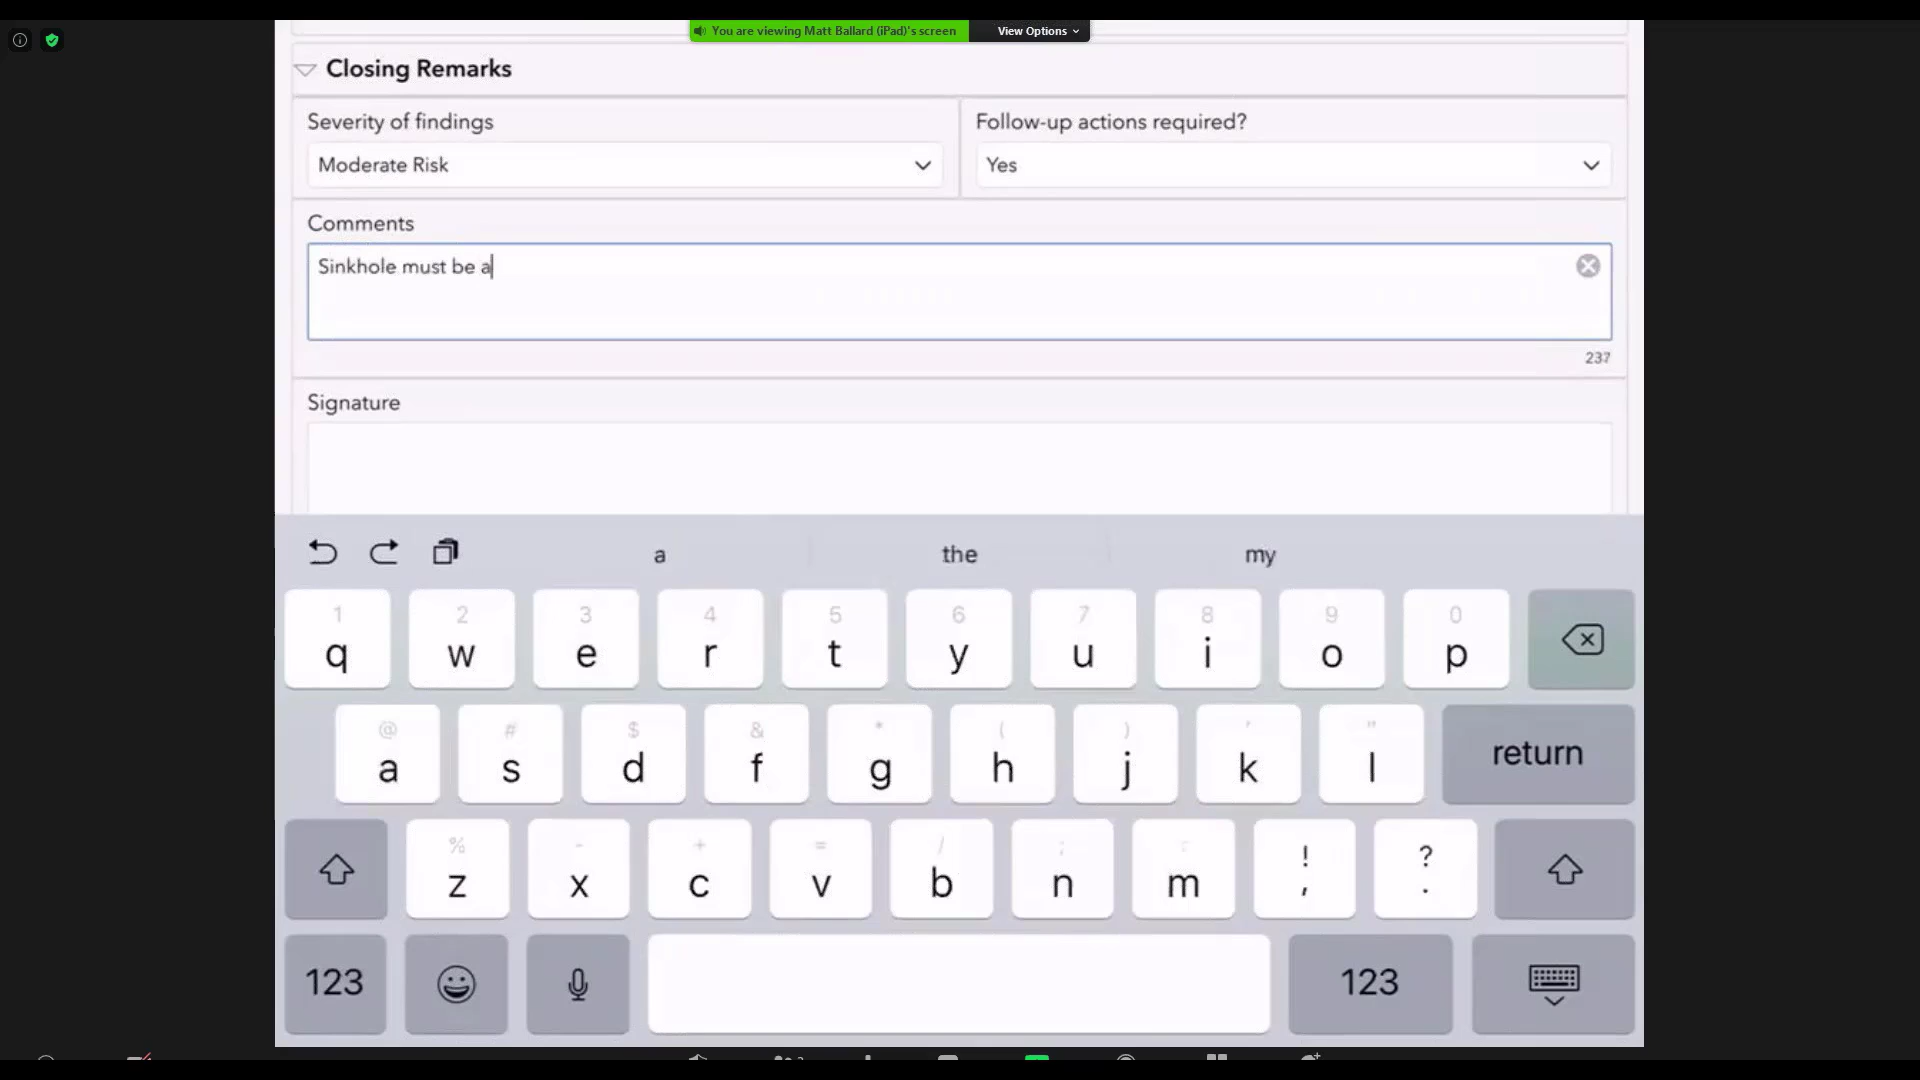 You are viewing Matt Ballard (iPad)'s screen
View Options
Closing Remarks
Severity of findings
Follow-up actions required?
Moderate Risk
Yes
Comments
Sinkhole must be a
237
Signature
a
the
my
1 2 3 4 5 6 7 8 9 0
q w e r t y u i o p
@ # $ & * ( ) ' "
a s d f g h j k l return
% - + = / ; : ! ?
z x c v b n m , .
123
123